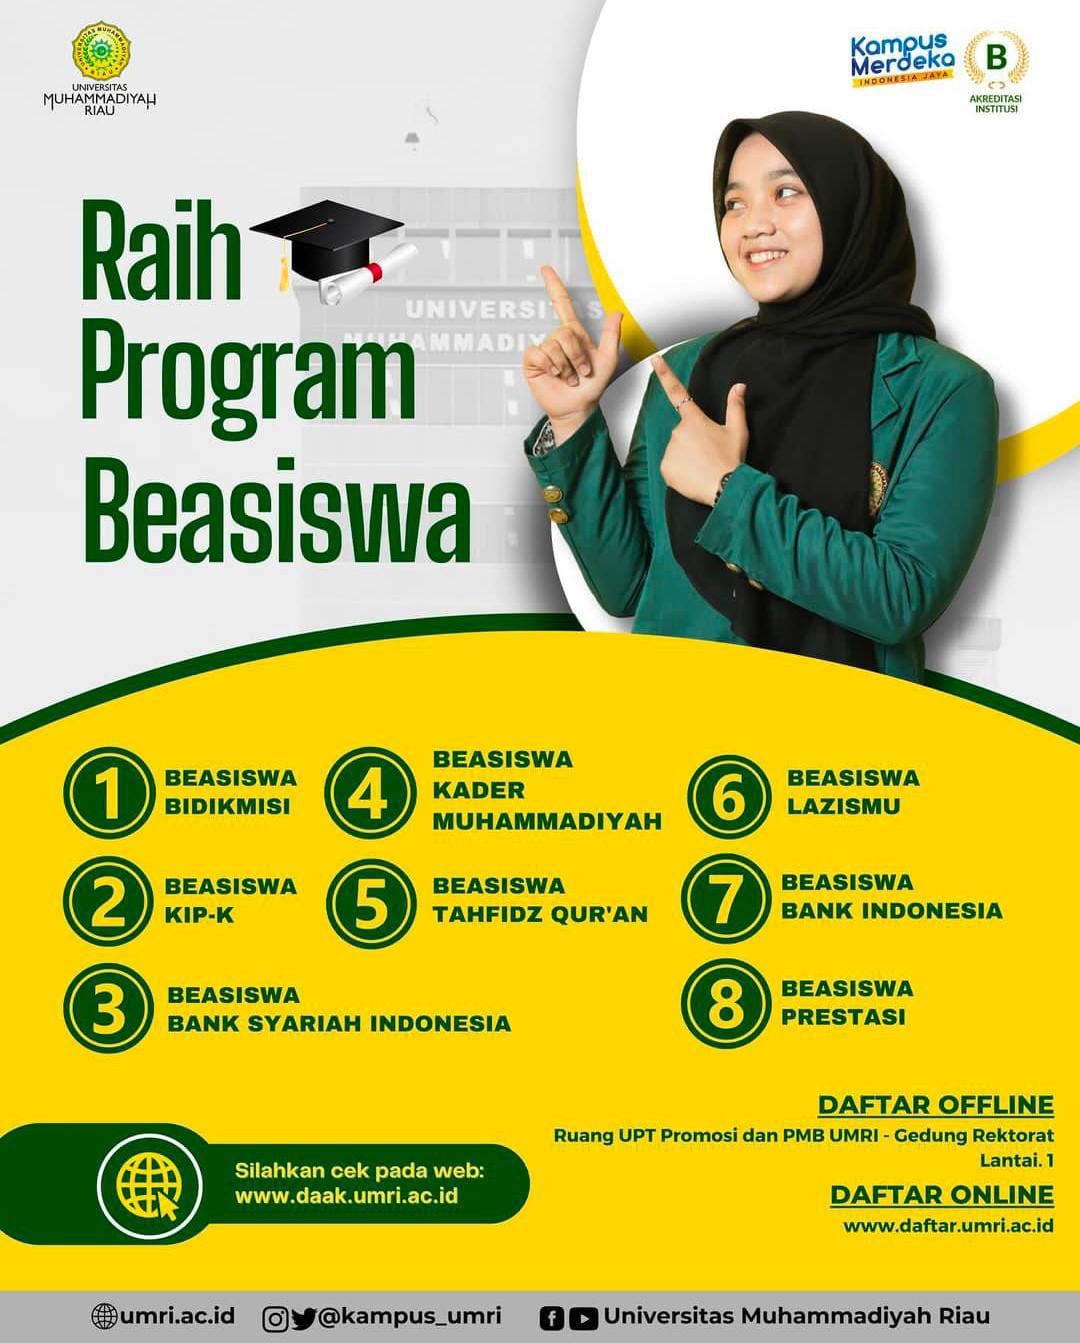 UNIVERSITAS
MUHAMMADIYAH
RIAU
Kampus
Merdeka
INDONESIA JAYA
B
AKREDITASI
INSTITUSI
Raih
Program
Beasiswa
UNIVERSITAS
MUHAMMADIY
1
BEASISWA
BIDIKMISI
2
BEASISWA
KIP-K
3
BEASISWA
BANK SYARIAH INDONESIA
4
BEASISWA
KADER
MUHAMMADIYAH
5
BEASISWA
TAHFIDZ QUR'AN
6
BEASISWA
LAZISMU
7
BEASISWA
BANK INDONESIA
8
BEASISWA
PRESTASI
DAFTAR OFFLINE
Ruang UPT Promosi dan PMB UMRI - Gedung Rektorat
Lantai. 1
DAFTAR ONLINE
www.daftar.umri.ac.id
Silahkan cek pada web:
www.daak.umri.ac.id
umri.ac.id @kampus_umri Universitas Muhammadiyah Riau